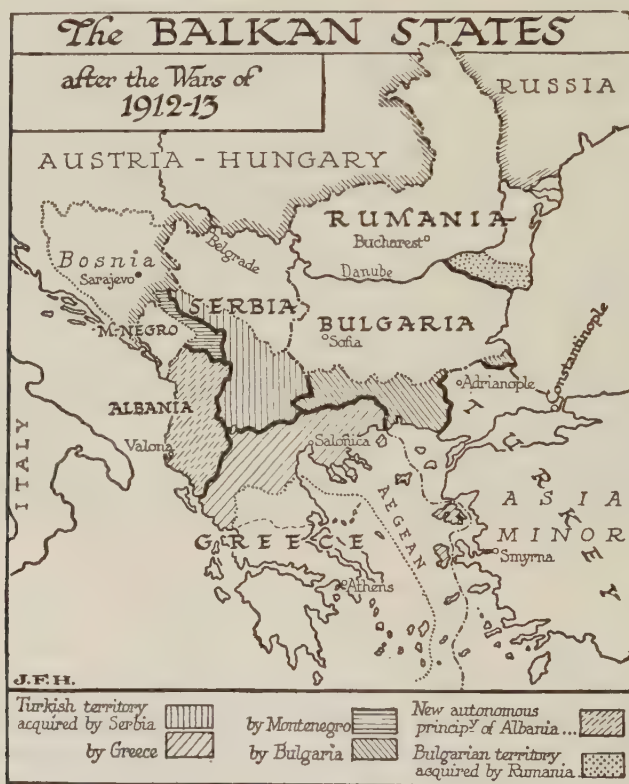 The BALKAN STATES
after the Wars of
1912-13
RUSSIA
AUSTRIA - HUNGARY
RUMANIA
Bucharest
Belgrade
Bosnia
Sarajevo
Danube
SERBIA
M.NEGRO
BULGARIA
Sofia
Constantinople
Adrianople
ALBANIA
Salonica
Valona
ITALY
TURKEY
AEGEAN
ASIA
MINOR
Smyrna
GREECE
Athens
J.F.H.
Turkish territory
acquired by Serbia
by Greece
by Montenegro
by Bulgaria
New autonomous
princip.y of Albania...
Bulgarian territory
acquired by Rumania